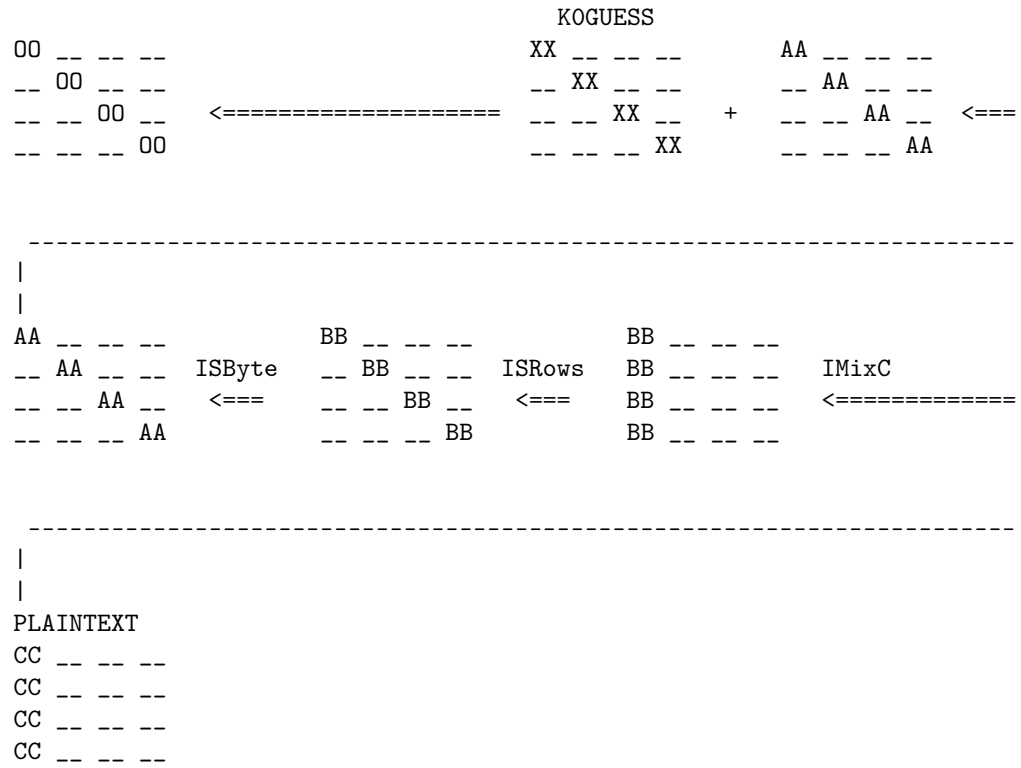 KOGUESS
OO __ __ __ XX __ __ __ AA __ __ __
__ OO __ __ __ XX __ __ __ AA __ __
__ __ OO __ <==================== __ __ XX __ + __ __ AA __ <===
__ __ __ OO __ __ __ XX __ __ __ AA
-----------------------------------------------------------------------
|
|
AA __ __ __ BB __ __ __ BB __ __ __
__ AA __ __ ISByte __ BB __ __ ISRows BB __ __ __ IMixC
__ __ AA __ <=== __ __ BB __ <=== BB __ __ __ <=============
__ __ __ AA __ __ __ BB BB __ __ __
-----------------------------------------------------------------------
|
|
PLAINTEXT
CC __ __ __
CC __ __ __
CC __ __ __
CC __ __ __